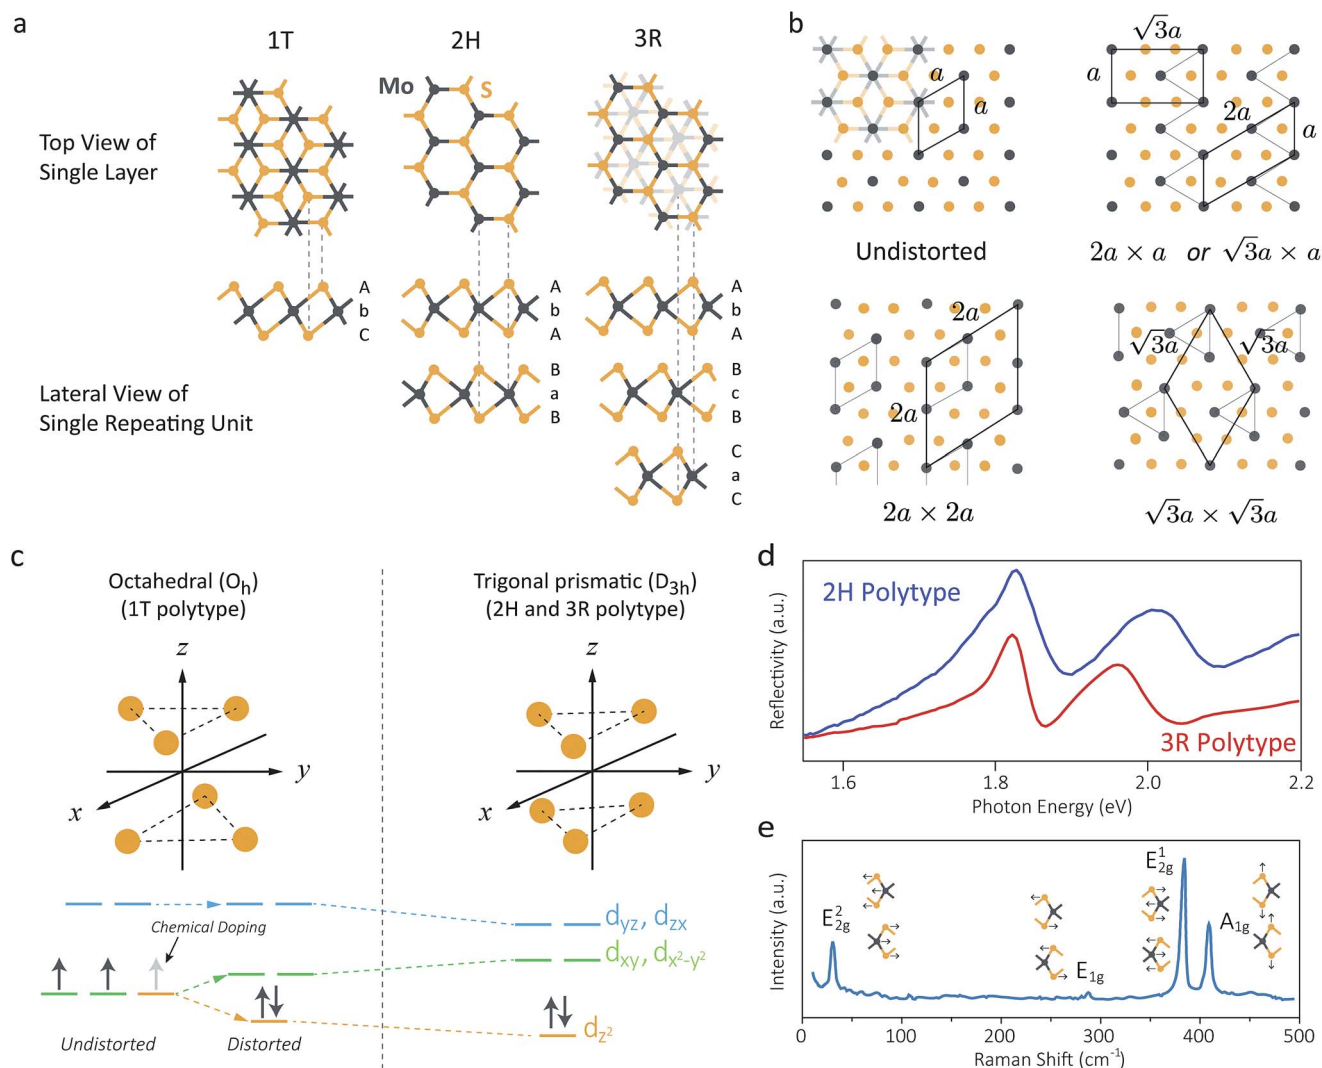 a
1T
2H
3R
Mo
S
Top View of
Single Layer
A
b
C
A
b
A
A
b
A
Lateral View of
Single Repeating Unit
B
a
B
B
c
B
C
a
C
b
a
a
Undistorted
√3a
a
2a
a
2a × a or √3a × a
2a
2a
2a × 2a
√3a
√3a
√3a × √3a
c
Octahedral (Oh)
(1T polytype)
z
y
x
Trigonal prismatic (D3h)
(2H and 3R polytype)
z
y
x
Chemical Doping
Undistorted
Distorted
dyz, dzx
dxy, dx²-y²
dz²
d
Reflectivity (a.u.)
2H Polytype
3R Polytype
1.6
1.8
2.0
2.2
Photon Energy (eV)
e
Intensity (a.u.)
E²2g
E1g
E¹2g
A1g
0
100
200
300
400
500
Raman Shift (cm⁻¹)